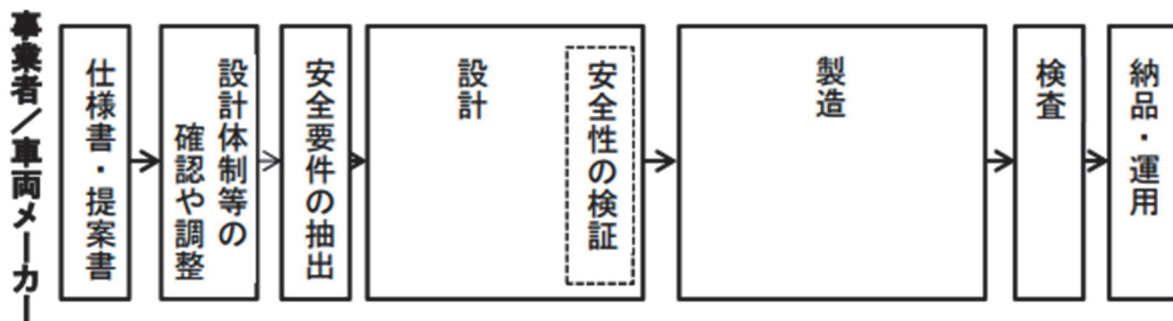 事業者／車両メーカー
仕様書・提案書
設計体制等の
確認や調整
安全要件の抽出
設計
安全性の検証
製造
検査
納品・運用